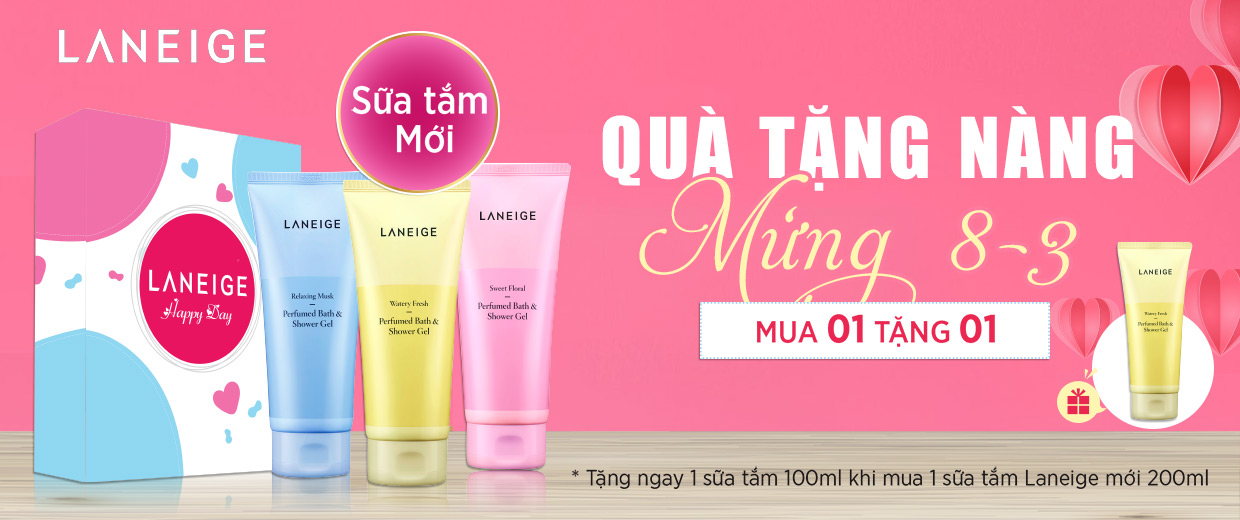 LANEIGE
Sữa tắm
Mới
LANEIGE
Happy Day
LANEIGE
Relaxing Musk
Perfumed Bath &
Shower Gel
LANEIGE
Watery Fresh
Perfumed Bath &
Shower Gel
LANEIGE
Sweet Floral
Perfumed Bath &
Shower Gel
QUÀ TẶNG NÀNG
Mừng 8-3
MUA 01 TẶNG 01
LANEIGE
Watery Fresh
Perfumed Bath &
Shower Gel
* Tặng ngay 1 sữa tắm 100ml khi mua 1 sữa tắm Laneige mới 200ml